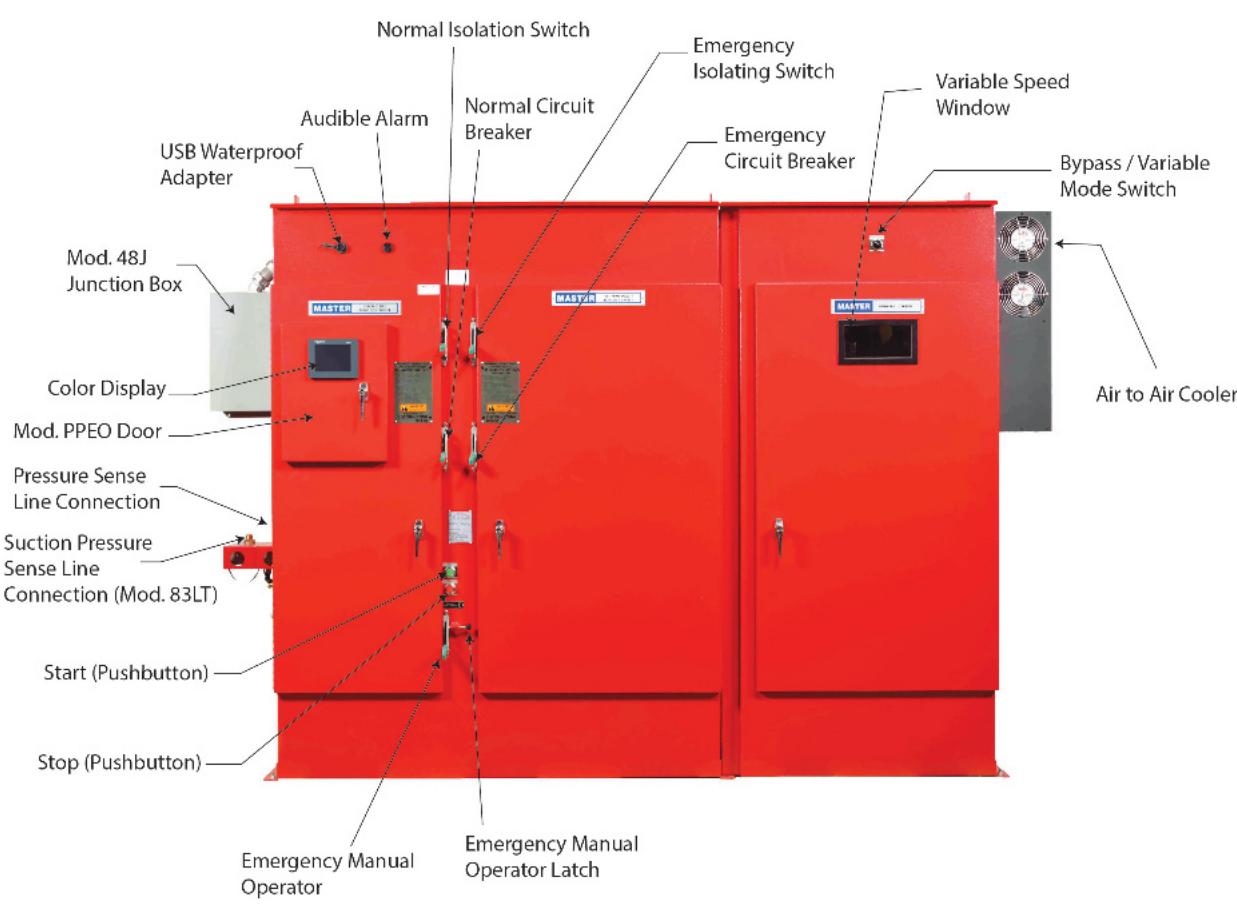 Normal Isolation Switch
Emergency
Isolating Switch
Variable Speed
Window
Normal Circuit
Breaker
Audible Alarm
Emergency
Circuit Breaker
USB Waterproof
Adapter
Bypass / Variable
Mode Switch
Mod. 48J
Junction Box
MASTER
MASTER
MASTER
Color Display
Air to Air Cooler
Mod. PPEO Door
Pressure Sense
Line Connection
Suction Pressure
Sense Line
Connection (Mod. 83LT)
Start (Pushbutton)
Stop (Pushbutton)
Emergency Manual
Operator
Emergency Manual
Operator Latch